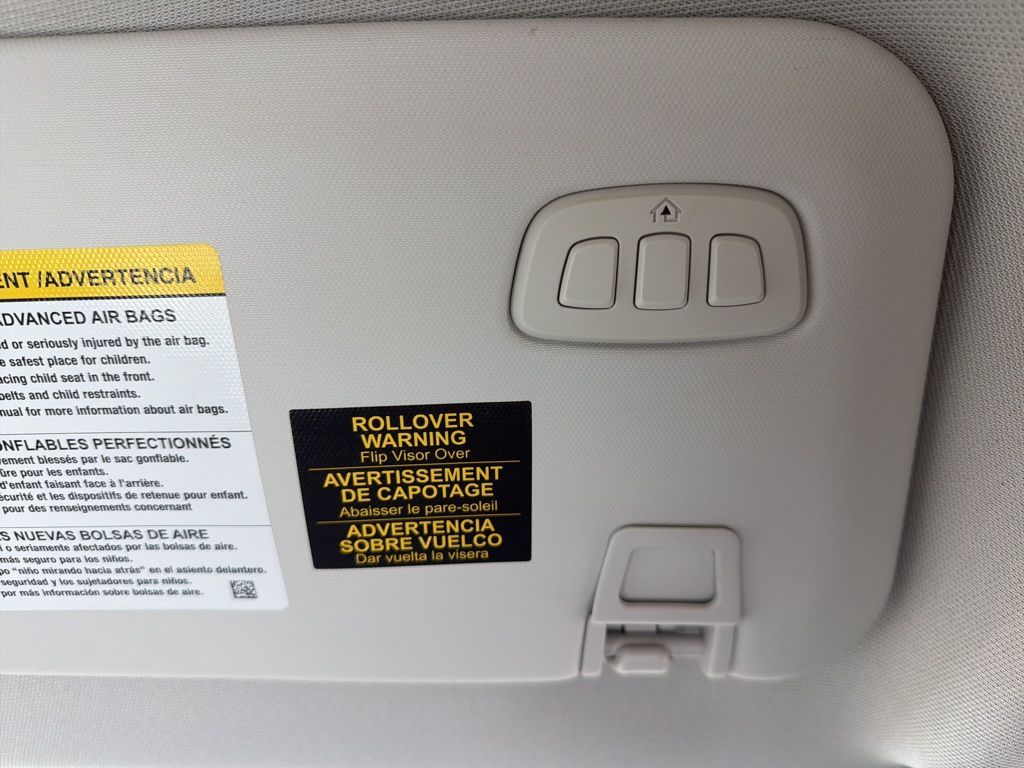 ENT /ADVERTENCIA
ADVANCED AIR BAGS
d or seriously injured by the air bag.
e safest place for children.
acing child seat in the front.
belts and child restraints.
nual for more information about air bags.
ONFLABLES PERFECTIONNÉS
vement blessés par le sac gonflable.
ûre pour les enfants.
d'enfant faisant face à l'arrière.
écurité et les dispositifs de retenue pour enfant.
pour des renseignements concernant
S NUEVAS BOLSAS DE AIRE
l o seriamente afectados por las bolsas de aire.
más seguro para los niños.
po "niño mirando hacia atrás" en el asiento delantero.
seguridad y los sujetadores para niños.
por más información sobre bolsas de aire.
ROLLOVER
WARNING
Flip Visor Over
AVERTISSEMENT
DE CAPOTAGE
Abaisser le pare-soleil
ADVERTENCIA
SOBRE VUELCO
Dar vuelta la visera